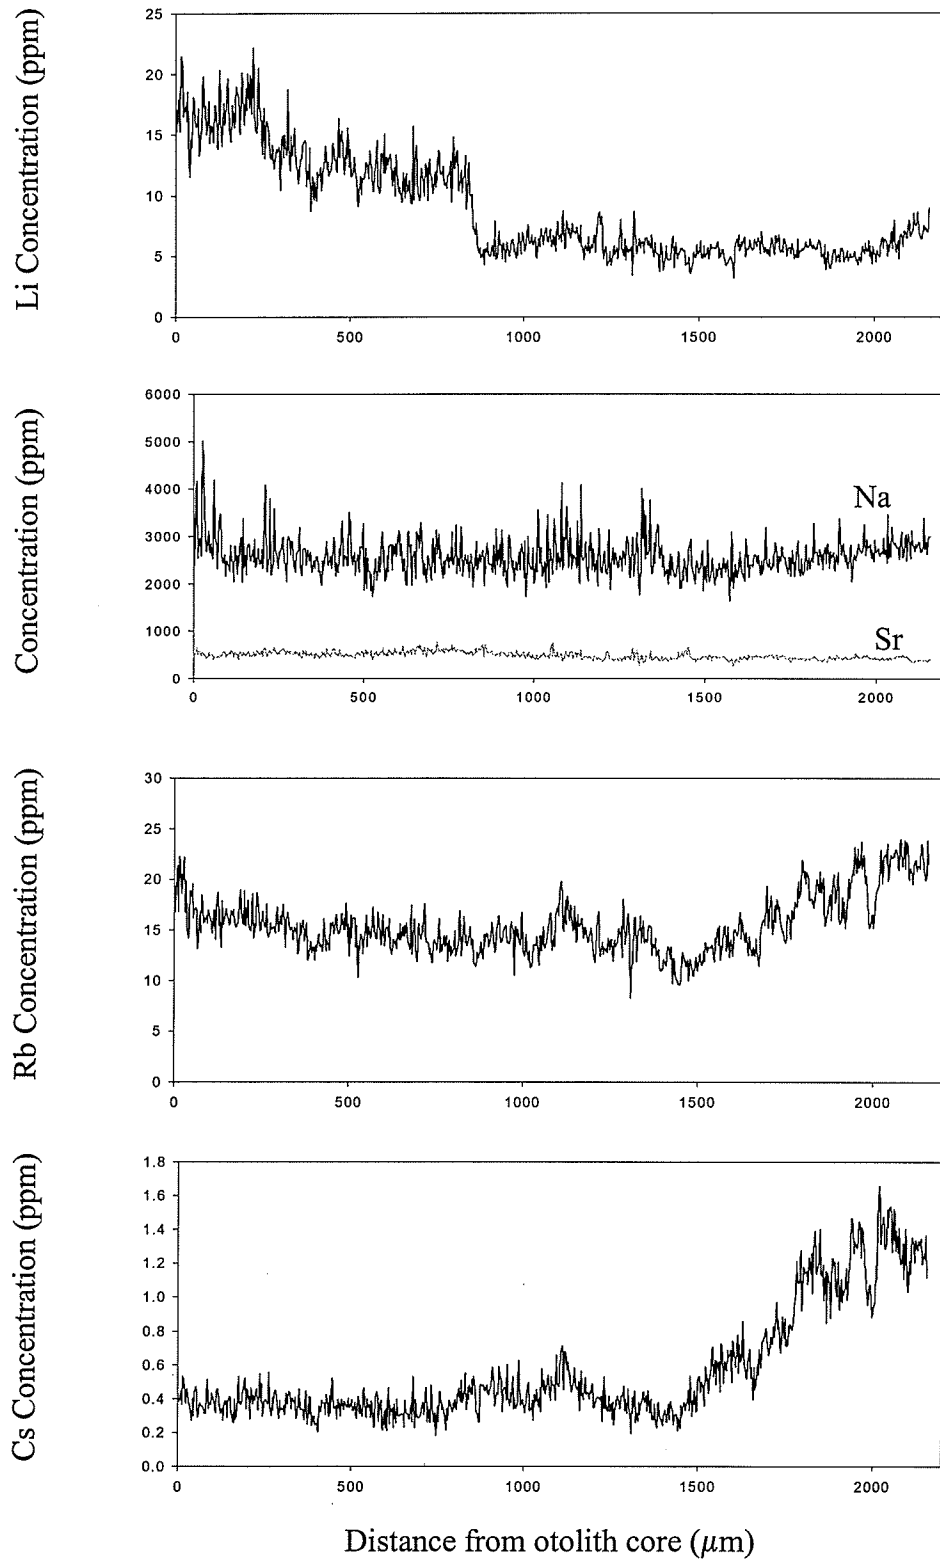 Li Concentration (ppm)
25
20
15
10
5
0
0 500 1000 1500 2000
Concentration (ppm)
6000
5000
4000
3000
2000
1000
0
Na
Sr
0 500 1000 1500 2000
Rb Concentration (ppm)
30
25
20
15
10
5
0
0 500 1000 1500 2000
Cs Concentration (ppm)
1.8
1.6
1.4
1.2
1.0
0.8
0.6
0.4
0.2
0.0
0 500 1000 1500 2000
Distance from otolith core (μm)